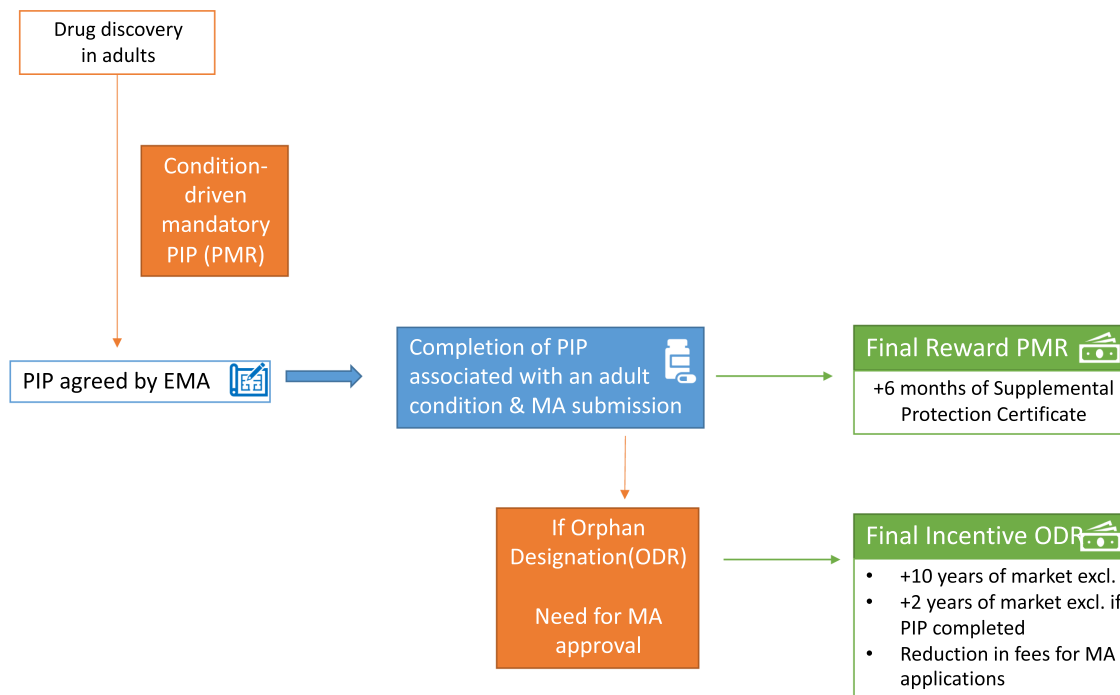 Drug discovery
in adults
Condition-
driven
mandatory
PIP (PMR)
PIP agreed by EMA
Completion of PIP
associated with an adult
condition & MA submission
Final Reward PMR
+6 months of Supplemental
Protection Certificate
If Orphan
Designation(ODR)
Need for MA
approval
Final Incentive ODR
• +10 years of market excl.
• +2 years of market excl. if
PIP completed
• Reduction in fees for MA
applications